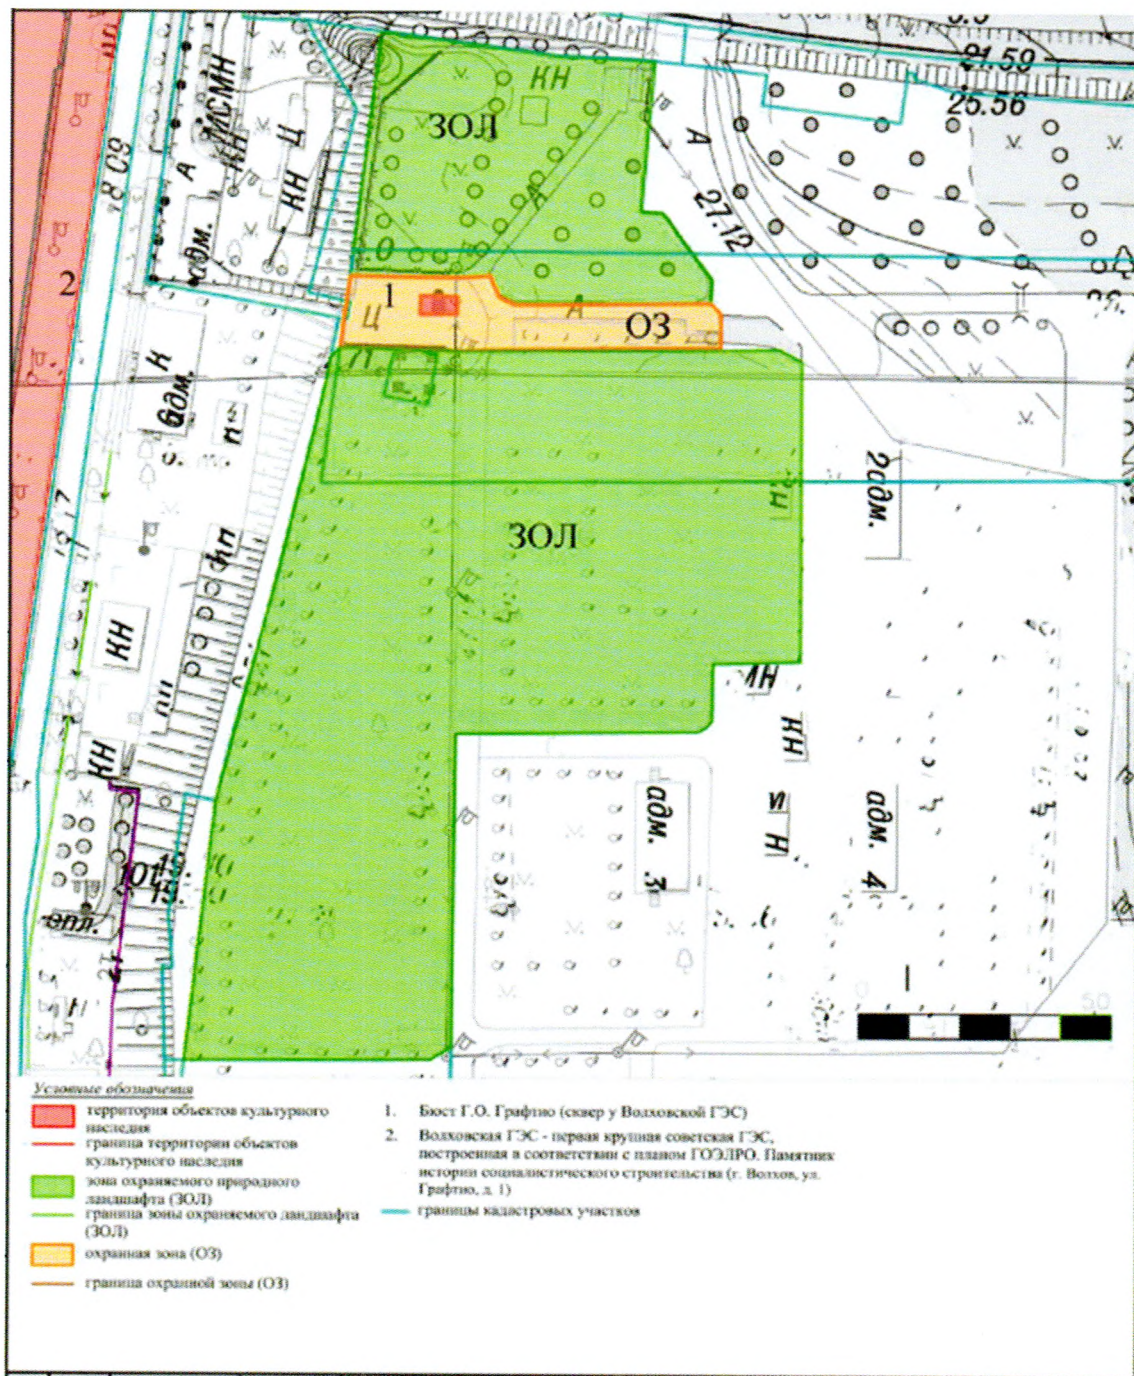 21.59
25.56
КН
ЗОЛ
А
А
27.12
А
КН
Ц
КН
адм.
2
1
Ц
А
ОЗ
К
6дм.
2адм.
ЗОЛ
КН
КН
КН
И
Н
адм. 3
адм. 4
50
Условные обозначения
территория объектов культурного
наследия
граница территории объектов
культурного наследия
зона охраняемого природного
ландшафта (ЗОЛ)
граница зоны охраняемого ландшафта
(ЗОЛ)
охранная зона (ОЗ)
граница охранной зоны (ОЗ)
1. Бюст Г.О. Графтио (сквер у Волховской ГЭС)
2. Волховская ГЭС - первая крупная советская ГЭС,
построенная в соответствии с планом ГОЭЛРО. Памятник
истории социалистического строительства (г. Волхов, ул.
Графтио, д. 1)
границы кадастровых участков